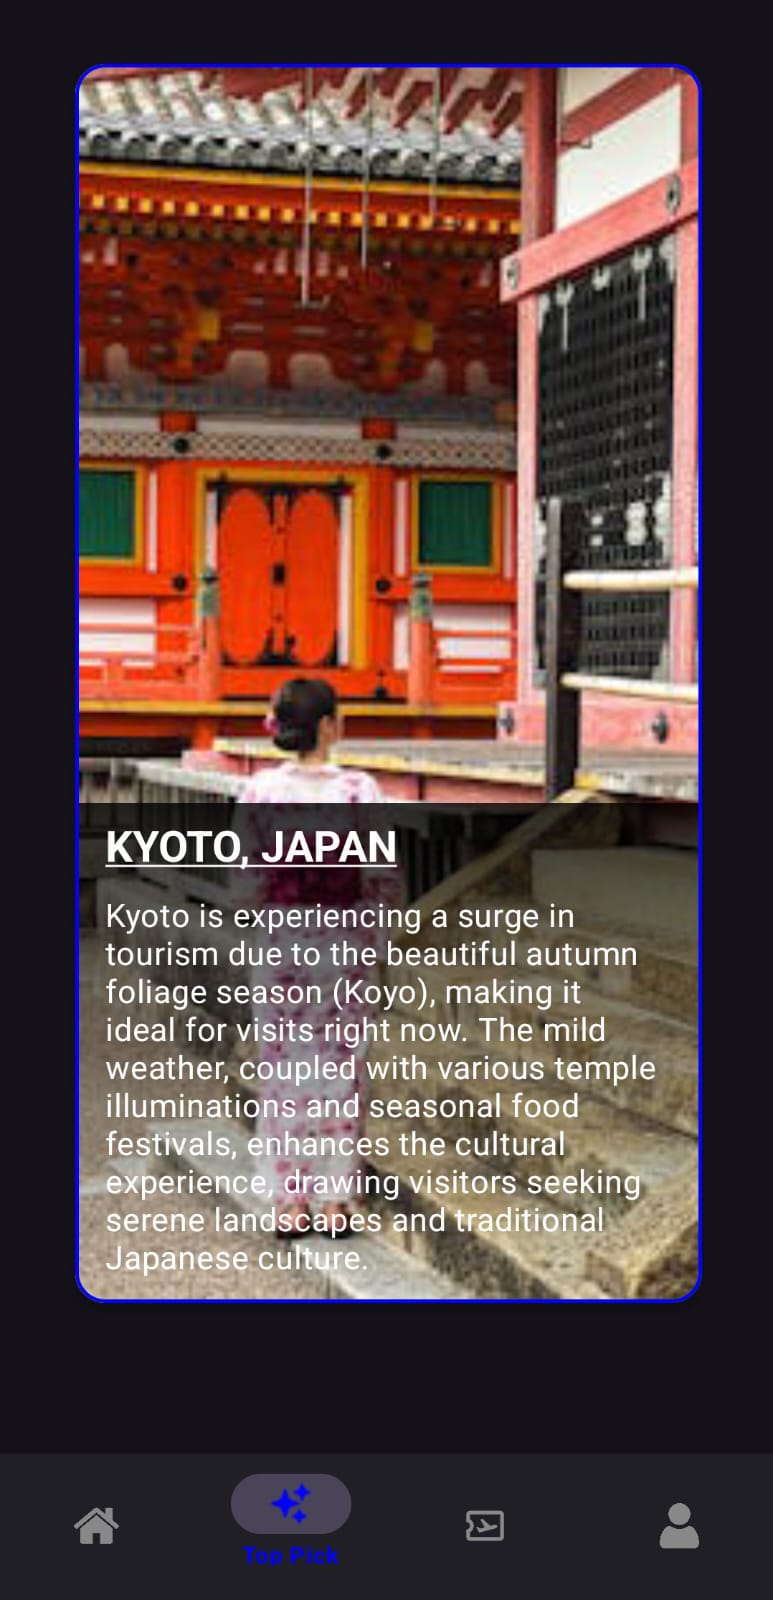 KYOTO, JAPAN
Kyoto is experiencing a surge in
tourism due to the beautiful autumn
foliage season (Koyo), making it
ideal for visits right now. The mild
weather, coupled with various temple
illuminations and seasonal food
festivals, enhances the cultural
experience, drawing visitors seeking
serene landscapes and traditional
Japanese culture.
Top Pick